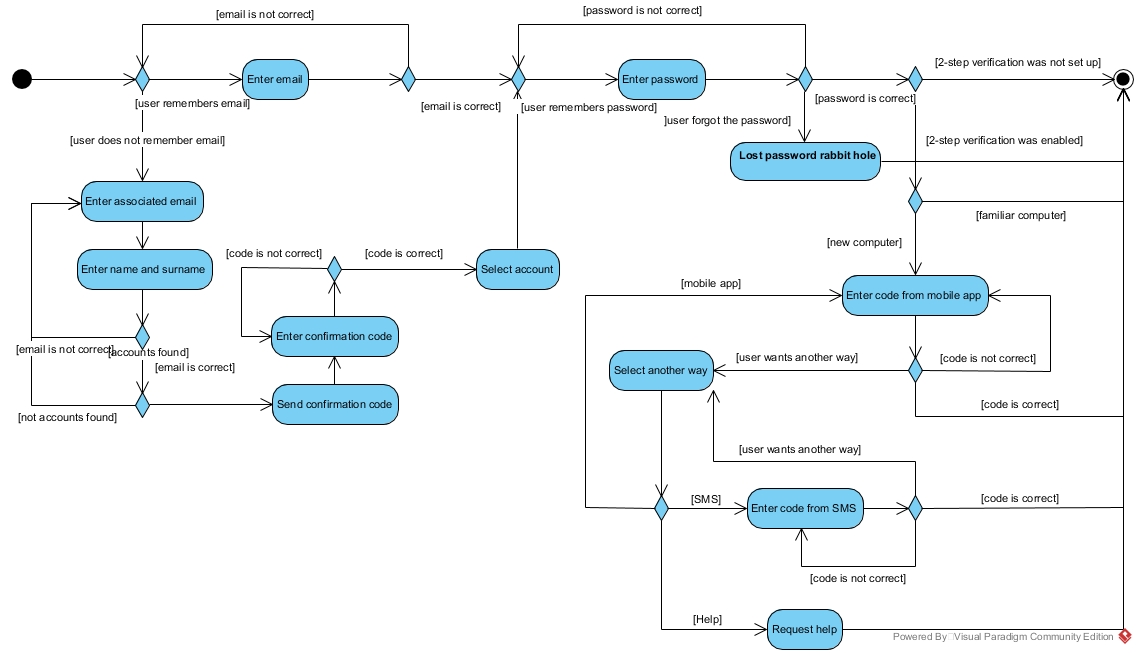 [email is not correct]
[password is not correct]
[2-step verification was not set up]
Enter email
Enter password
[user remembers email]
[email is correct]
[user remembers password]
[password is correct]
]user forgot the password]
[user does not remember email]
[2-step verification was enabled]
Lost password rabbit hole
Enter associated email
[familiar computer]
[new computer]
[code is not correct]
[code is correct]
Enter name and surname
Select account
[mobile app]
Enter code from mobile app
Enter confirmation code
[email is not correct]
[accounts found]
[email is correct]
[user wants another way]
[code is not correct]
Select another way
Send confirmation code
[code is correct]
[not accounts found]
[user wants another way]
[SMS]
Enter code from SMS
[code is correct]
[code is not correct]
[Help]
Request help
Powered By Visual Paradigm Community Edition